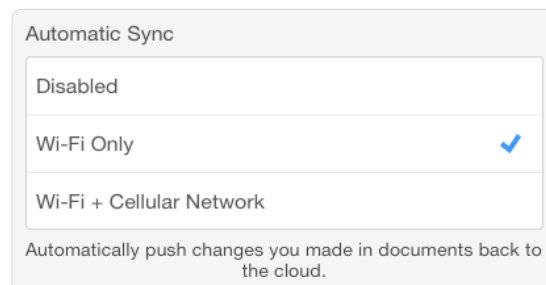 Automatic Sync
Disabled
Wi-Fi Only
Wi-Fi + Cellular Network
Automatically push changes you made in documents back to
the cloud.